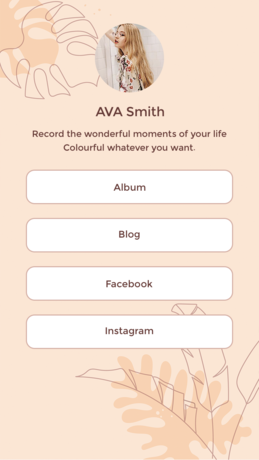 AVA Smith
Record the wonderful moments of your life
Colourful whatever you want.
Album
Blog
Facebook
Instagram